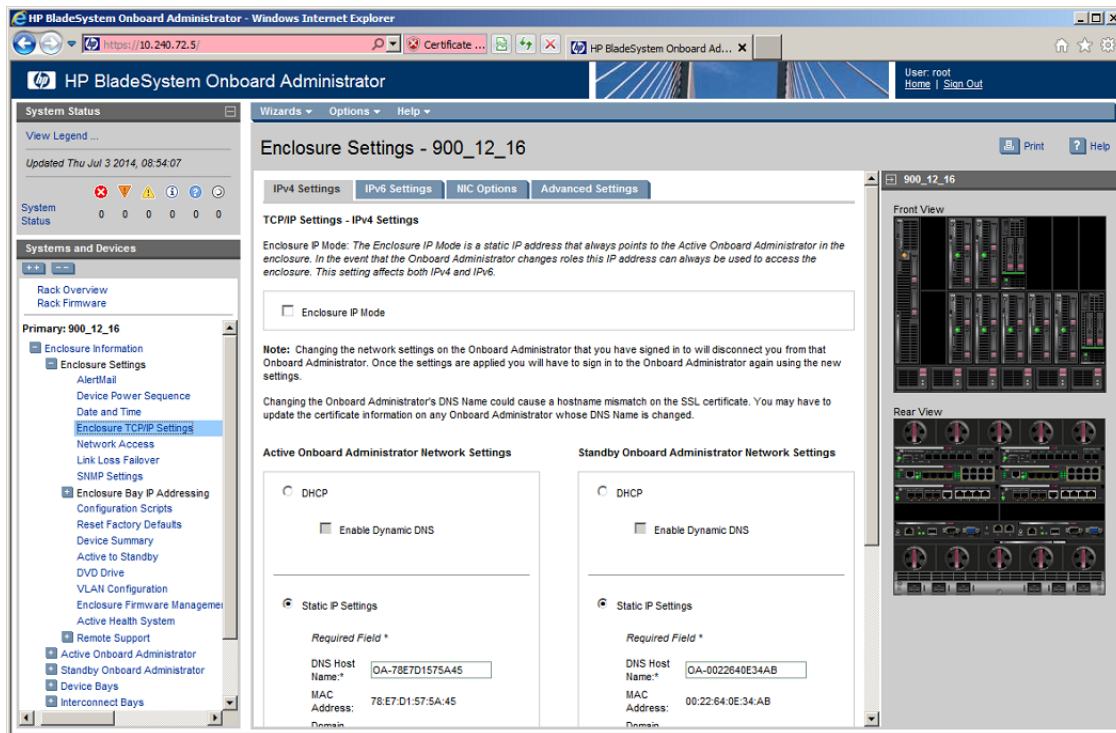 HP BladeSystem Onboard Administrator - Windows Internet Explorer
https://10.240.72.5/
Certificate ...
HP BladeSystem Onboard Ad...
HP BladeSystem Onboard Administrator
User: root
Home | Sign Out
System Status
View Legend ...
Updated Thu Jul 3 2014, 08:54:07
System Status
0 0 0 0 0 0
Systems and Devices
Rack Overview
Rack Firmware
Primary: 900_12_16
Enclosure Information
Enclosure Settings
AlertMail
Device Power Sequence
Date and Time
Enclosure TCP/IP Settings
Network Access
Link Loss Failover
SNMP Settings
Enclosure Bay IP Addressing
Configuration Scripts
Reset Factory Defaults
Device Summary
Active to Standby
DVD Drive
VLAN Configuration
Enclosure Firmware Managemen
Active Health System
Remote Support
Active Onboard Administrator
Standby Onboard Administrator
Device Bays
Interconnect Bays
Wizards Options Help
Enclosure Settings - 900_12_16
Print Help
IPv4 Settings IPv6 Settings NIC Options Advanced Settings
TCP/IP Settings - IPv4 Settings
Enclosure IP Mode: The Enclosure IP Mode is a static IP address that always points to the Active Onboard Administrator in the
enclosure. In the event that the Onboard Administrator changes roles this IP address can always be used to access the
enclosure. This setting affects both IPv4 and IPv6.
Enclosure IP Mode
Note: Changing the network settings on the Onboard Administrator that you have signed in to will disconnect you from that
Onboard Administrator. Once the settings are applied you will have to sign in to the Onboard Administrator again using the new
settings.
Changing the Onboard Administrator's DNS Name could cause a hostname mismatch on the SSL certificate. You may have to
update the certificate information on any Onboard Administrator whose DNS Name is changed.
Active Onboard Administrator Network Settings
DHCP
Enable Dynamic DNS
Static IP Settings
Required Field *
DNS Host
Name:*
OA-78E7D1575A45
MAC
Address:
78:E7:D1:57:5A:45
Domain
Standby Onboard Administrator Network Settings
DHCP
Enable Dynamic DNS
Static IP Settings
Required Field *
DNS Host
Name:*
OA-0022640E34AB
MAC
Address:
00:22:64:0E:34:AB
Domain
900_12_16
Front View
Rear View